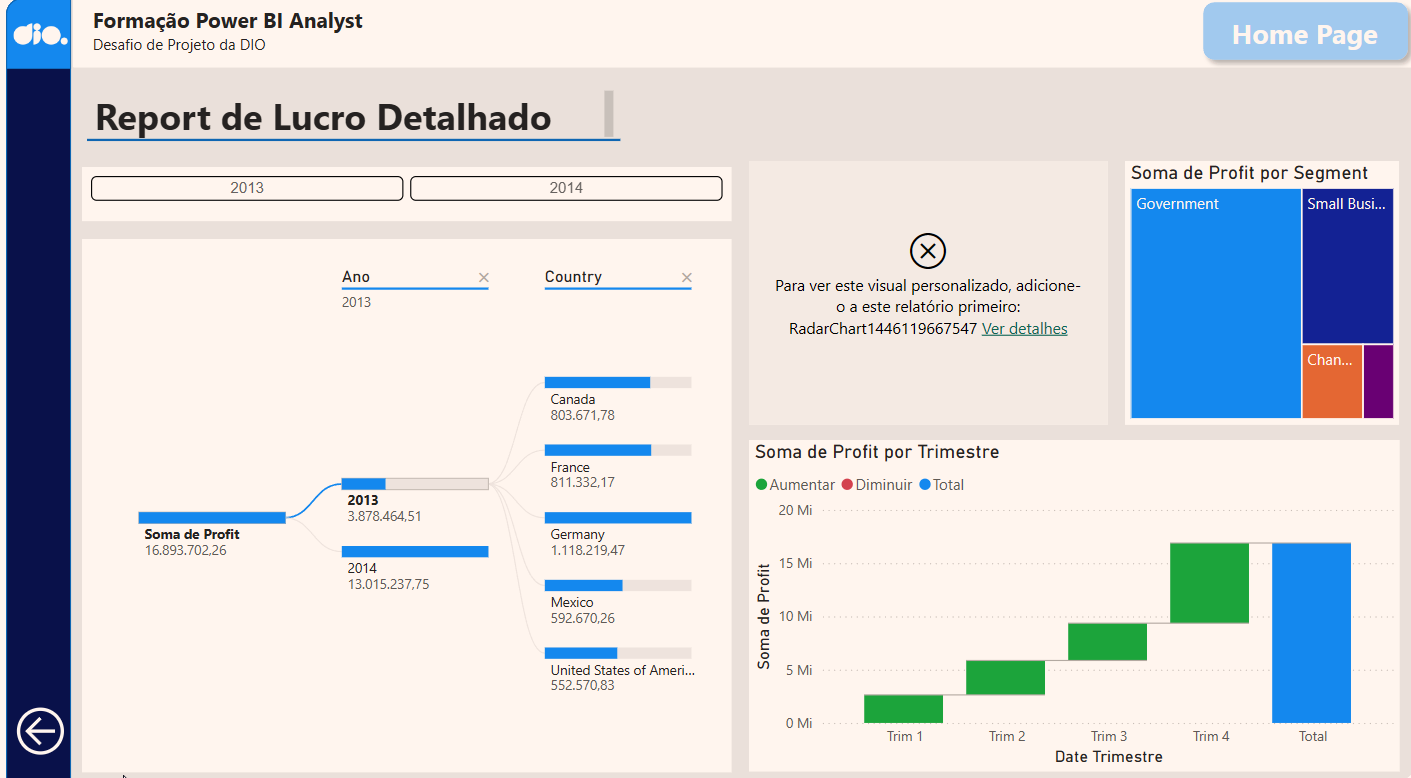 dio.
Formação Power BI Analyst
Desafio de Projeto da DIO
Home Page
Report de Lucro Detalhado
2013
2014
Ano
2013
Country
Soma de Profit
16.893.702,26
2013
3.878.464,51
2014
13.015.237,75
Canada
803.671,78
France
811.332,17
Germany
1.118.219,47
Mexico
592.670,26
United States of Ameri...
552.570,83
Para ver este visual personalizado, adicione-
o a este relatório primeiro:
RadarChart1446119667547 Ver detalhes
Soma de Profit por Segment
Government
Small Busi...
Chan...
Soma de Profit por Trimestre
Aumentar Diminuir Total
Soma de Profit
20 Mi
15 Mi
10 Mi
5 Mi
0 Mi
Trim 1 Trim 2 Trim 3 Trim 4 Total
Date Trimestre